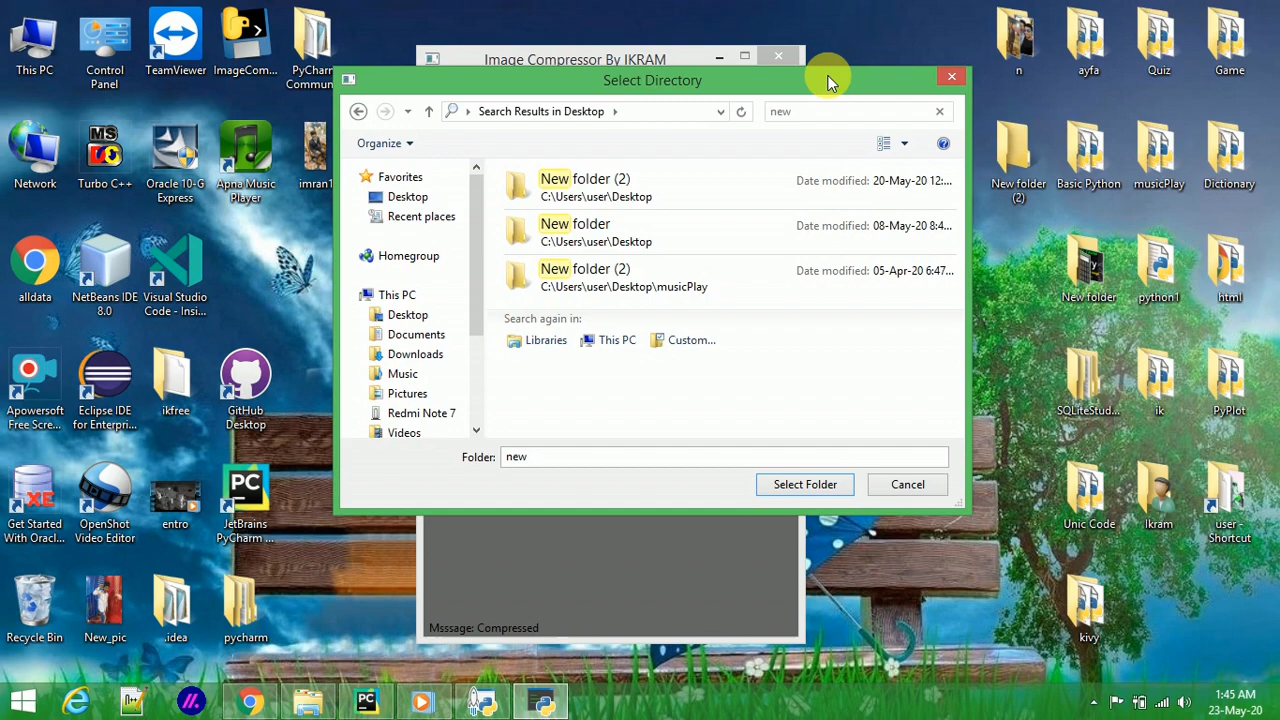 This PC
Control
Panel
TeamViewer
ImageCom...
PyCharm
Commun
Image Compressor By IKRAM
n
ayfa
Quiz
Game
Select Directory
Search Results in Desktop
new
Organize
Favorites
Desktop
Recent places
Homegroup
This PC
Desktop
Documents
Downloads
Music
Pictures
Redmi Note 7
Videos
New folder (2)
C:\Users\user\Desktop
Date modified: 20-May-20 12:...
New folder
C:\Users\user\Desktop
Date modified: 08-May-20 8:4...
New folder (2)
C:\Users\user\Desktop\musicPlay
Date modified: 05-Apr-20 6:47...
Search again in:
Libraries
This PC
Custom...
Folder: new
Select Folder
Cancel
Msssage: Compressed
Network
MS
DOS
Turbo C++
Oracle 10-G
Express
Apna Music
Player
imran1
New folder
(2)
Basic Python
musicPlay
Dictionary
alldata
NetBeans IDE
8.0
Visual Studio
Code - Insi...
New folder
python1
html
Apowersoft
Free Scre...
Eclipse IDE
for Enterpri...
ikfree
GitHub
Desktop
SQLiteStud...
ik
PyPlot
XE
Get Started
With Oracl...
OpenShot
Video Editor
entro
PC
JetBrains
PyCharm ...
Unic Code
Ikram
user -
Shortcut
Recycle Bin
New_pic
.idea
pycharm
kivy
PC
1:45 AM
23-May-20